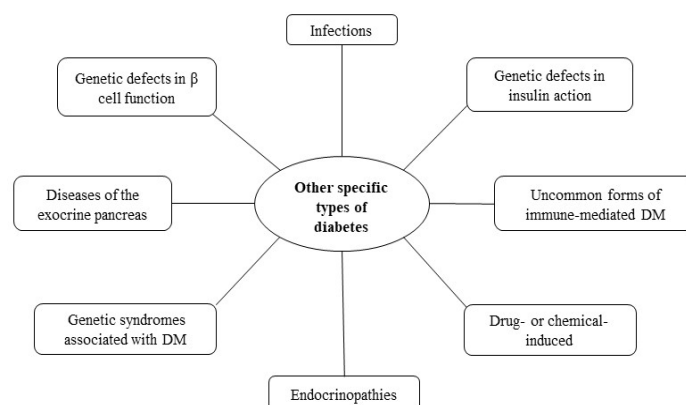 Infections
Genetic defects in β
cell function
Genetic defects in
insulin action
Diseases of the
exocrine pancreas
Other specific
types of
diabetes
Uncommon forms of
immune-mediated DM
Genetic syndromes
associated with DM
Drug- or chemical-
induced
Endocrinopathies